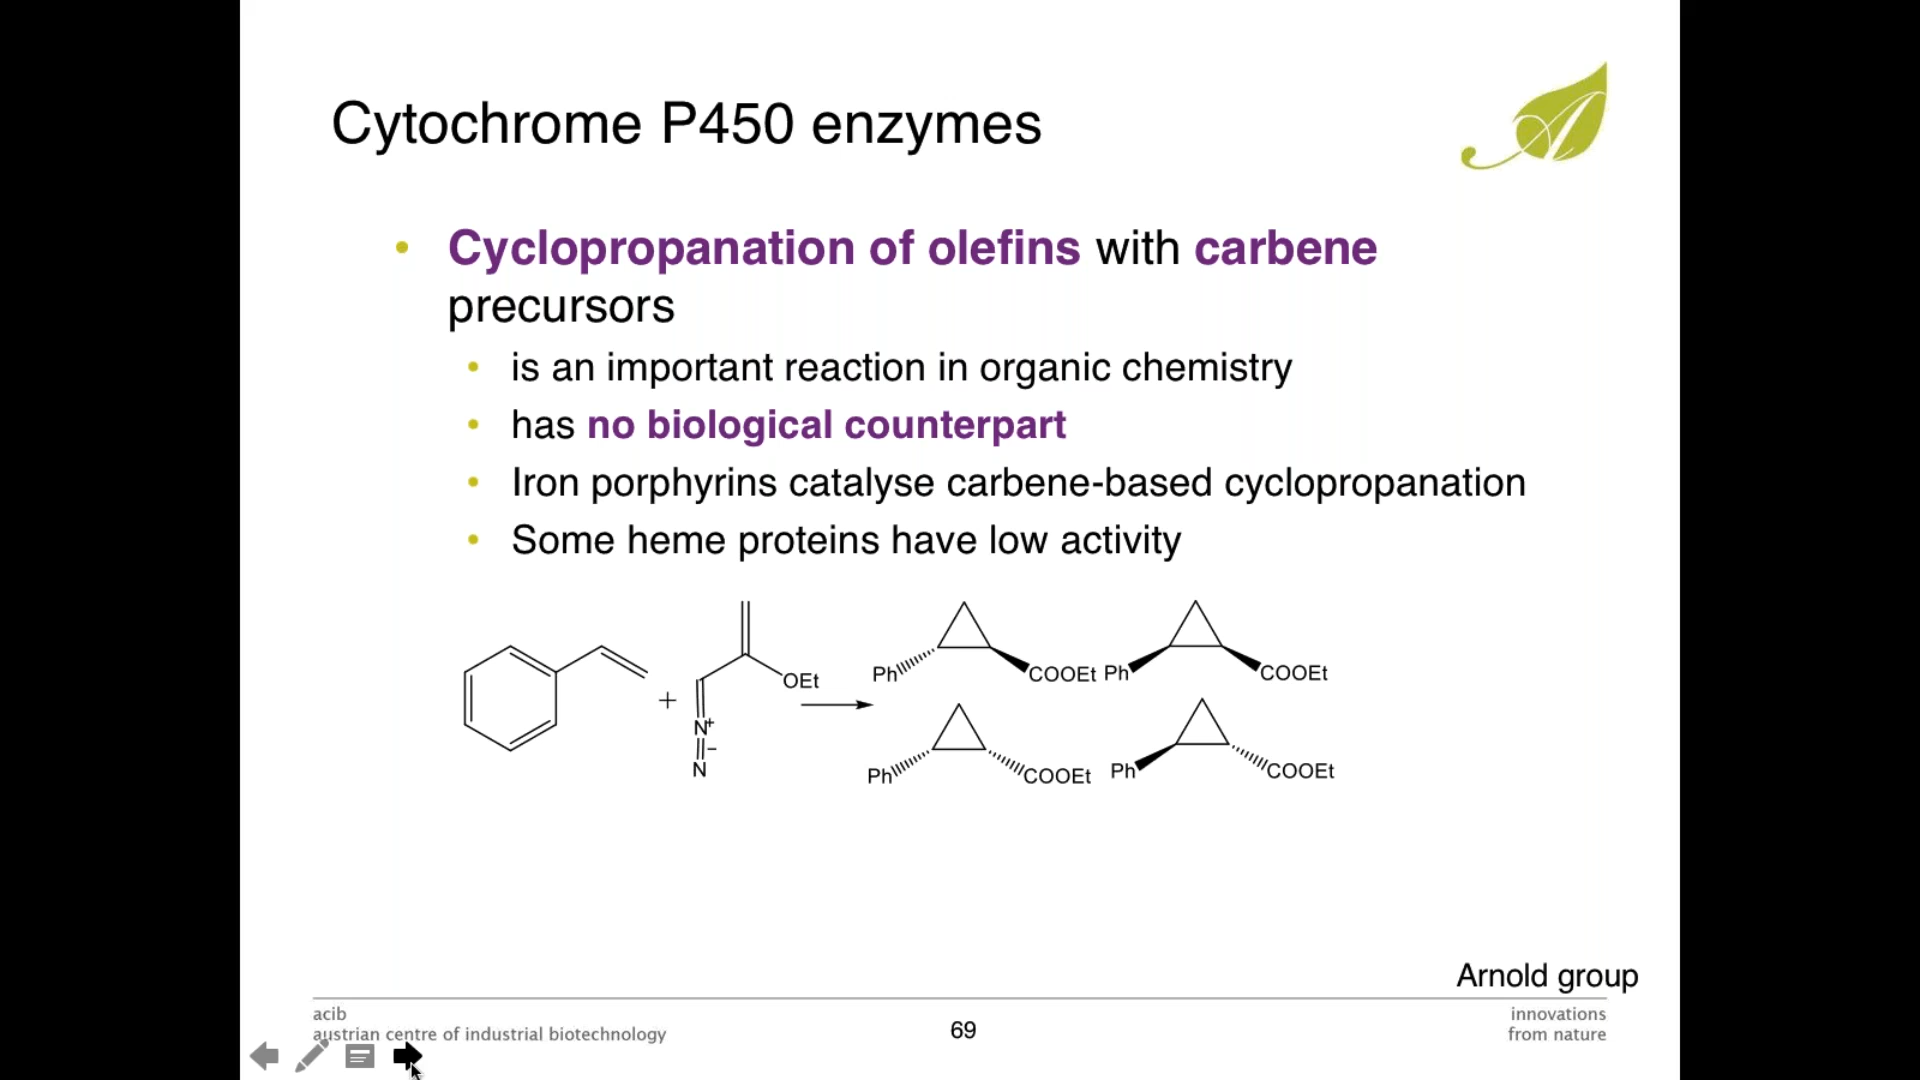 Cytochrome P450 enzymes
• Cyclopropanation of olefins with carbene
precursors
• is an important reaction in organic chemistry
• has no biological counterpart
• Iron porphyrins catalyse carbene-based cyclopropanation
• Some heme proteins have low activity
OEt
+
N+
−
N
Ph COOEt Ph COOEt
Ph COOEt Ph COOEt
Arnold group
acib
austrian centre of industrial biotechnology
69
innovations
from nature